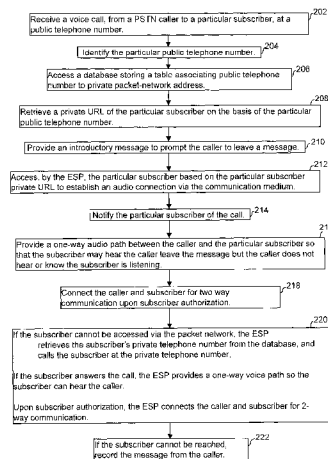 202
Receive a voice call, from a PSTN caller to a particular subscriber, at a
public telephone number.
204
Identify the particular public telephone number.
206
Access a database storing a table associating public telephone
number to private packet-network address.
208
Retrieve a private URL of the particular subscriber on the basis of the particular
public telephone number.
210
Provide an introductory message to prompt the caller to leave a message.
212
Access, by the ESP, the particular subscriber based on the particular subscriber
private URL to establish an audio connection via the communication medium.
214
Notify the particular subscriber of the call.
21
Provide a one-way audio path between the caller and the particular subscriber so
that the subscriber may hear the caller leave the message but the caller does not
hear or know the subscriber is listening.
218
Connect the caller and subscriber for two way
communication upon subscriber authorization.
220
If the subscriber cannot be accessed via the packet network, the ESP
retrieves the subscriber's private telephone number from the database, and
calls the subscriber at the private telephone number.
If the subscriber answers the call, the ESP provides a one-way voice path so the
subscriber can hear the caller.
Upon subscriber authorization, the ESP connects the caller and subscriber for 2-
way communication.
222
If the subscriber cannot be reached,
record the message from the caller.